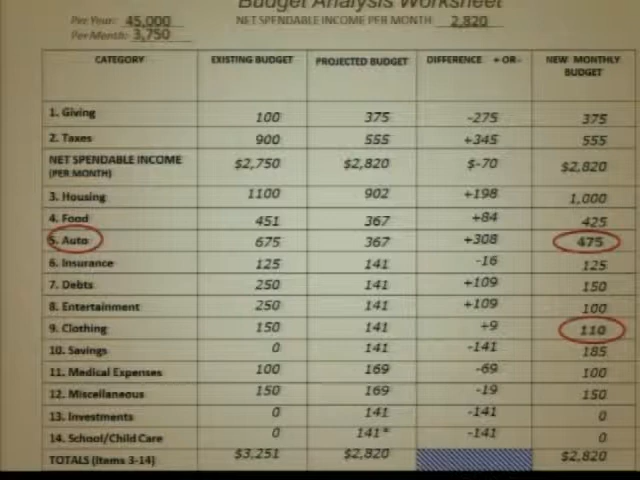 Budget Analysis Worksheet
Per Year: 45,000 NET SPENDABLE INCOME PER MONTH: 2,820
Per Month: 3,750
CATEGORY EXISTING BUDGET PROJECTED BUDGET DIFFERENCE + OR - NEW MONTHLY BUDGET
1. Giving 100 375 -275 375
2. Taxes 900 555 +345 555
NET SPENDABLE INCOME (PER MONTH) $2,750 $2,820 $-70 $2,820
3. Housing 1100 902 +198 1,000
4. Food 451 367 +84 425
5. Auto 675 367 +308 475
6. Insurance 125 141 -16 125
7. Debts 250 141 +109 150
8. Entertainment 250 141 +109 100
9. Clothing 150 141 +9 110
10. Savings 0 141 -141 185
11. Medical Expenses 100 169 -69 100
12. Miscellaneous 150 169 -19 150
13. Investments 0 141 -141 0
14. School/Child Care 0 141* -141 0
TOTALS (Items 3-14) $3,251 $2,820 $2,820